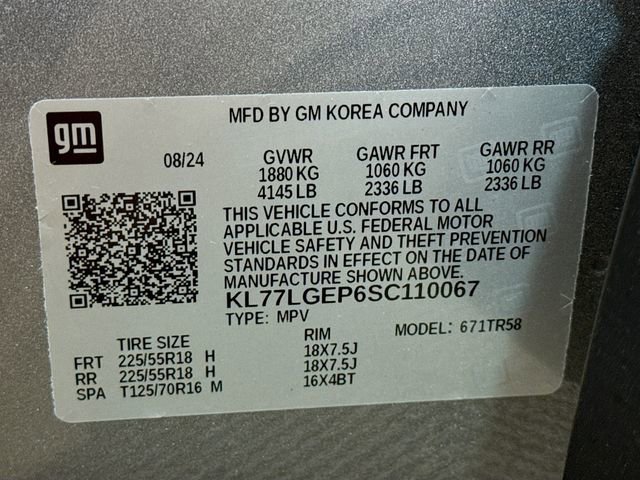 gm
MFD BY GM KOREA COMPANY
08/24 GVWR GAWR FRT GAWR RR
1880 KG 1060 KG 1060 KG
4145 LB 2336 LB 2336 LB
THIS VEHICLE CONFORMS TO ALL
APPLICABLE U.S. FEDERAL MOTOR
VEHICLE SAFETY AND THEFT PREVENTION
STANDARDS IN EFFECT ON THE DATE OF
MANUFACTURE SHOWN ABOVE.
KL77LGEP6SC110067
TYPE: MPV MODEL: 671TR58
TIRE SIZE RIM
FRT 225/55R18 H 18X7.5J
RR 225/55R18 H 18X7.5J
SPA T125/70R16 M 16X4BT